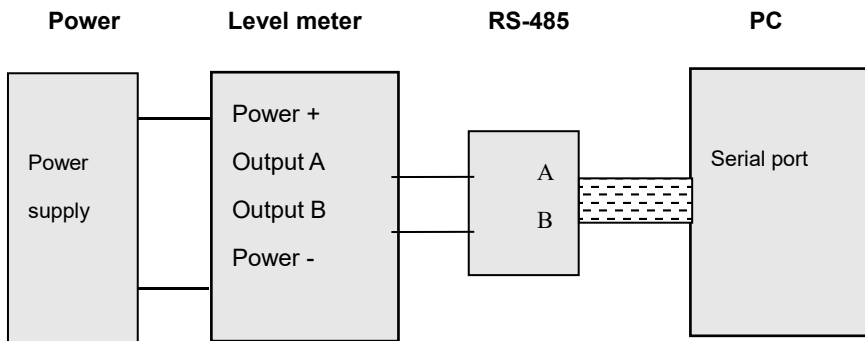 Power Level meter RS-485 PC
Power supply
Power +
Output A
Output B
Power -
A
B
Serial port